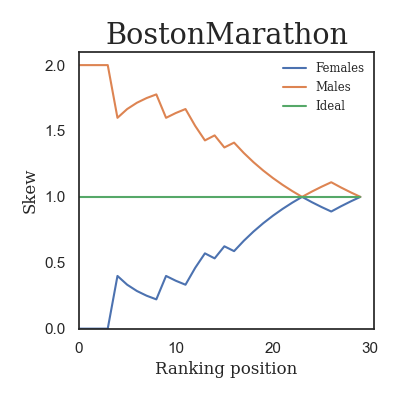 BostonMarathon
2.0
1.5
1.0
0.5
0.0
Skew
Females
Males
Ideal
0 10 20 30
Ranking position